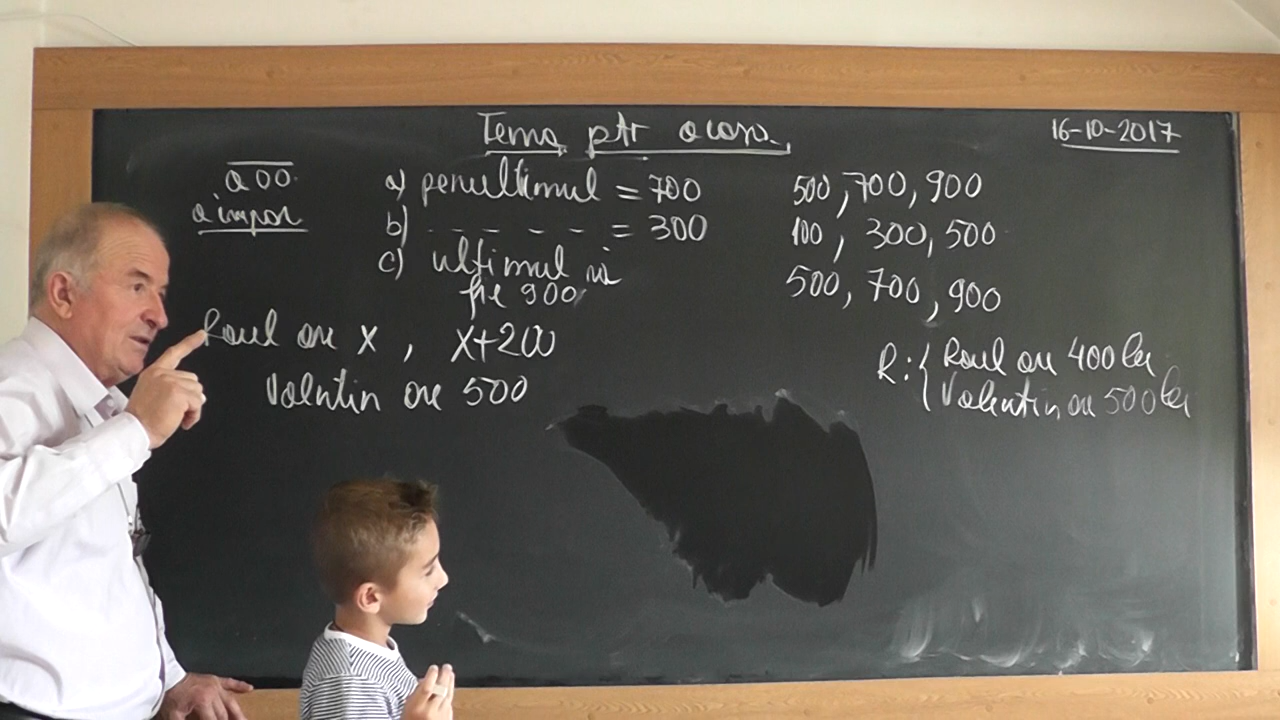 Tema ptr acasa
16-10-2017
a00
a impar
a) penultimul = 700
500, 700, 900
b) - - - - - = 300
100, 300, 500
c) ultimul să
fie 900
500, 700, 900
Raul are x, x+200
Valentin are 500
R: { Raul are 400 lei
Valentin are 500 lei